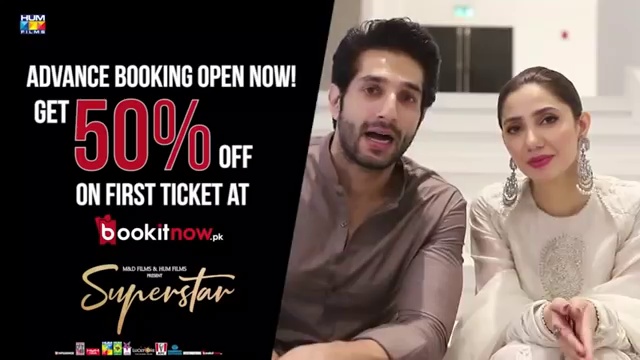 HUM
FILMS
ADVANCE BOOKING OPEN NOW!
GET 50% OFF
ON FIRST TICKET AT
bookitnow.pk
M&D FILMS & HUM FILMS
PRESENT
Superstar